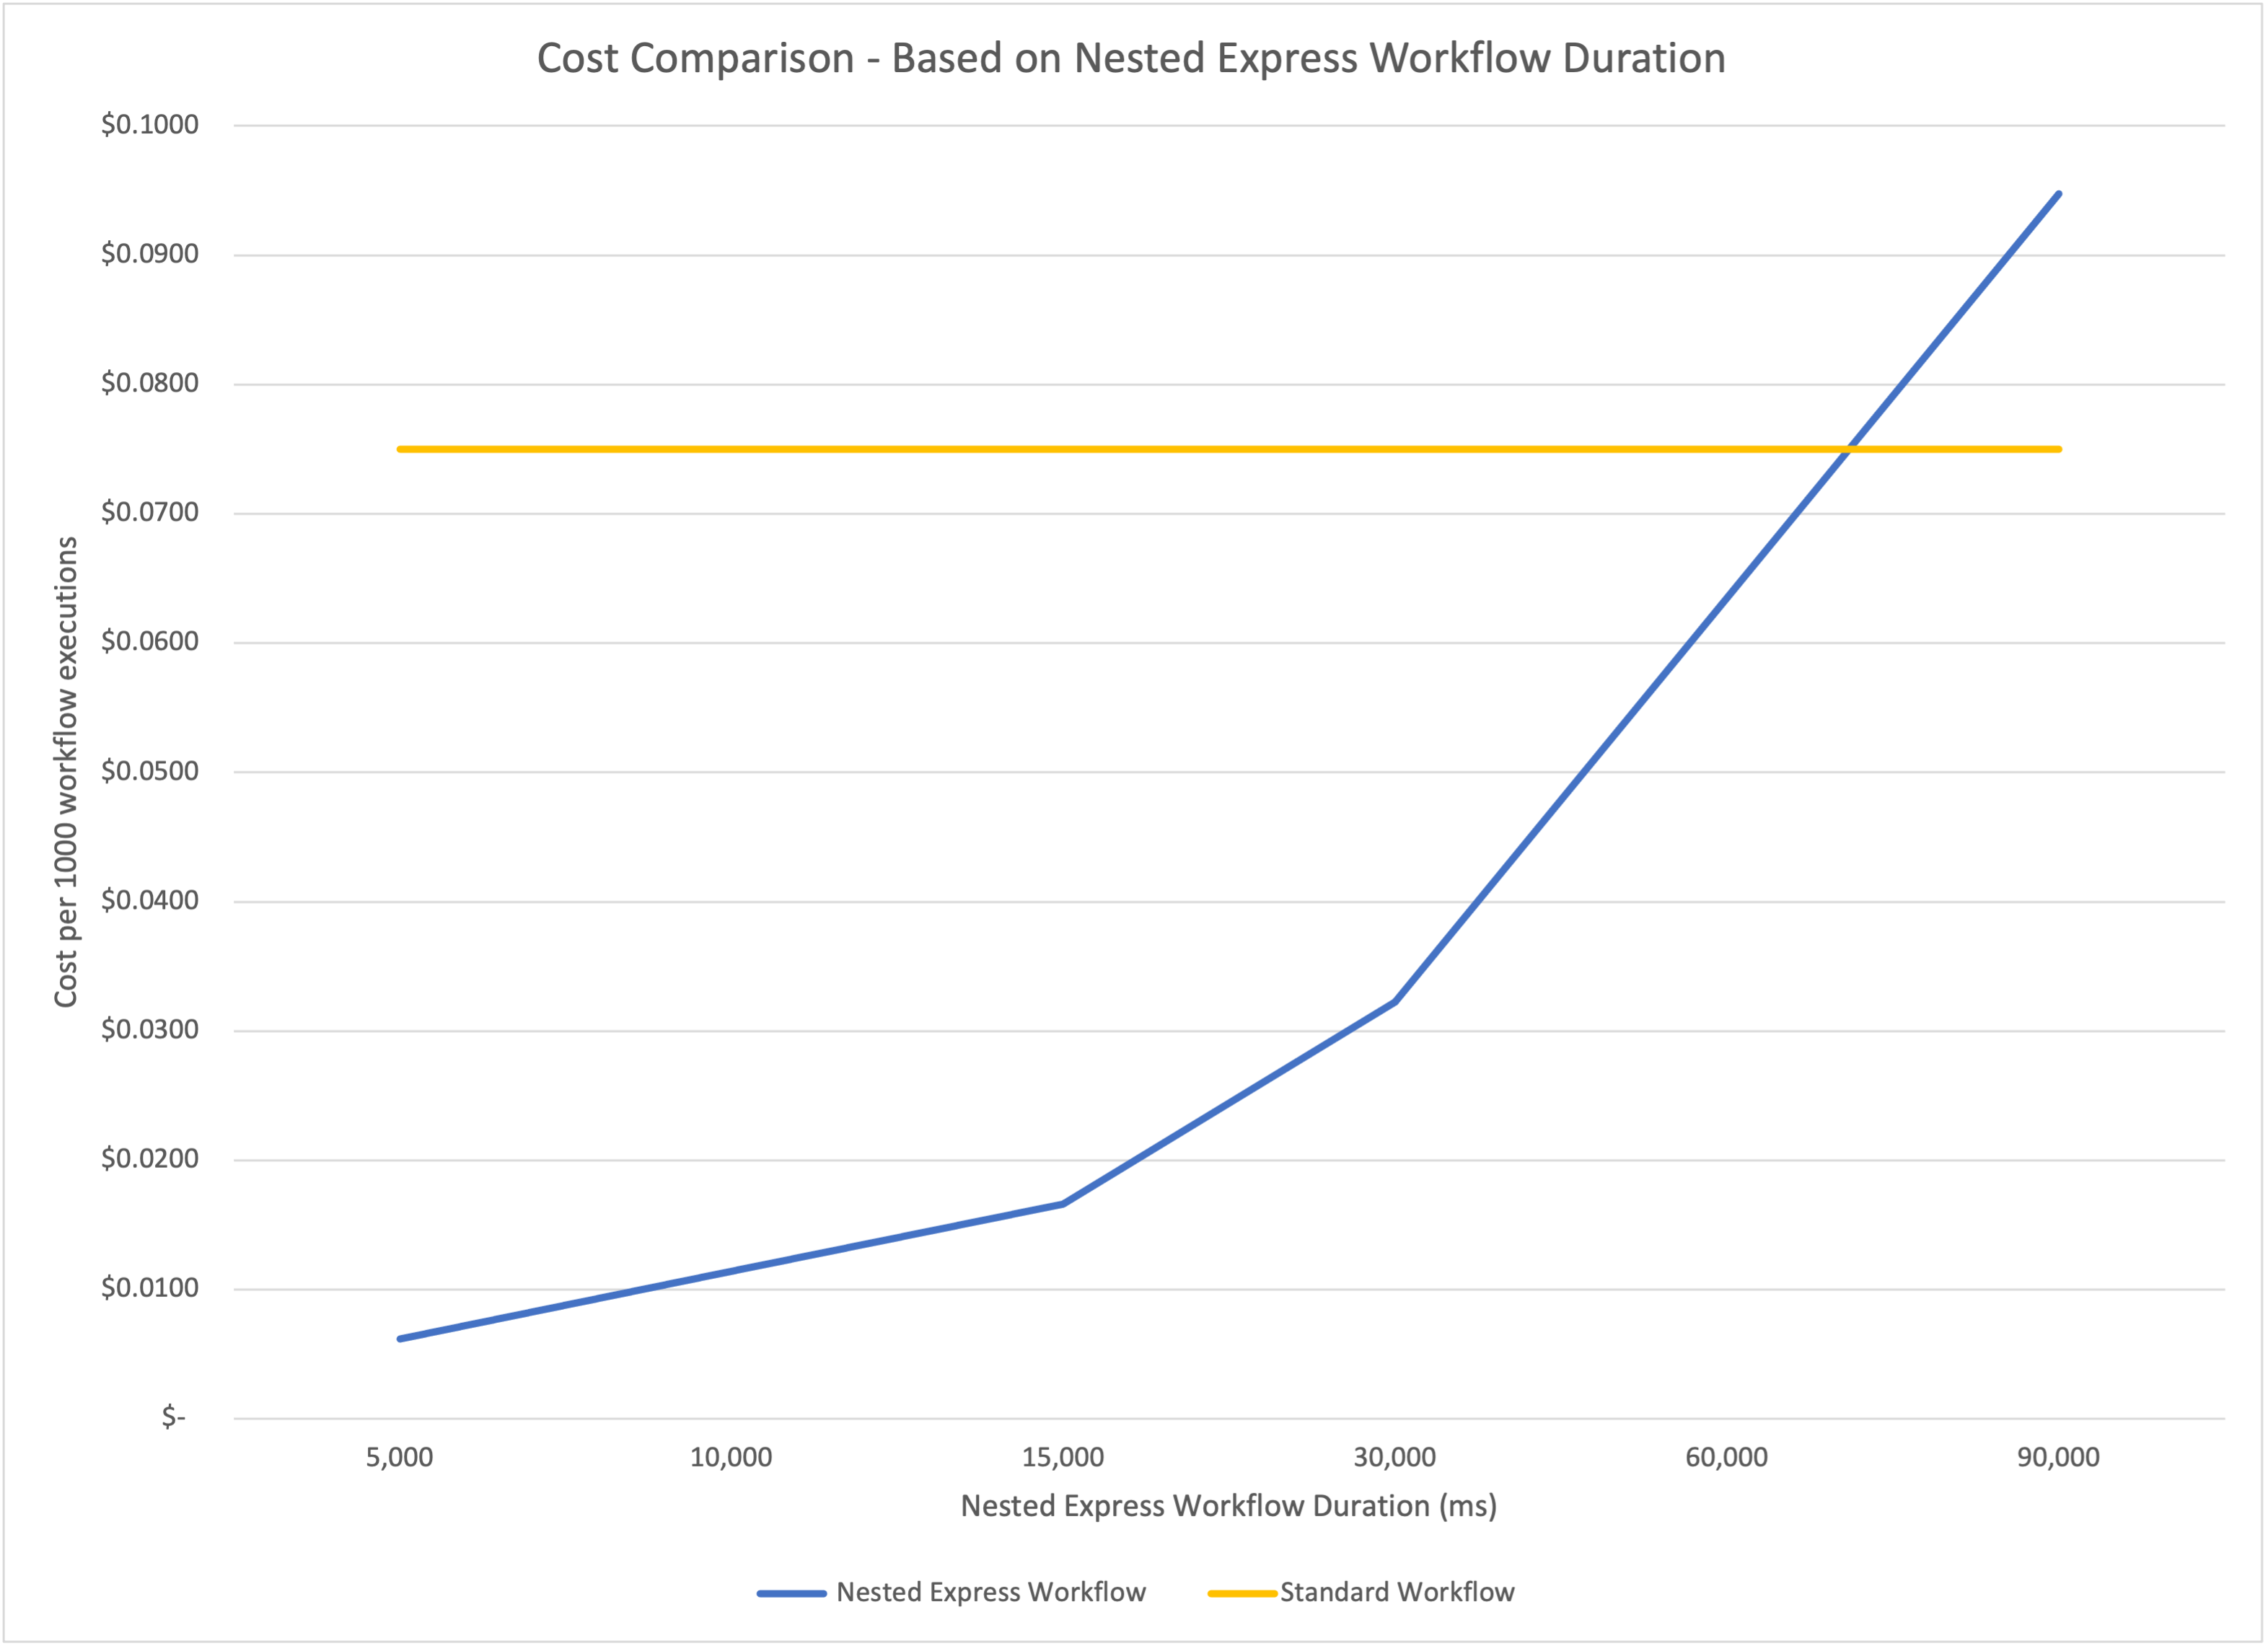 Cost Comparison - Based on Nested Express Workflow Duration
$0.1000
$0.0900
$0.0800
$0.0700
$0.0600
$0.0500
$0.0400
$0.0300
$0.0200
$0.0100
$-
Cost per 1000 workflow executions
5,000 10,000 15,000 30,000 60,000 90,000
Nested Express Workflow Duration (ms)
Nested Express Workflow Standard Workflow